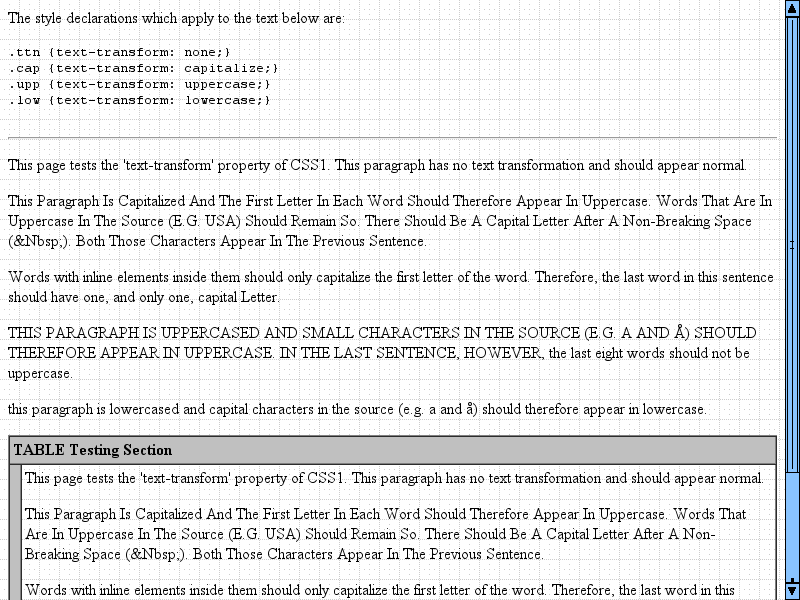 The style declarations which apply to the text below are:
.ttn {text-transform: none;}
.cap {text-transform: capitalize;}
.upp {text-transform: uppercase;}
.low {text-transform: lowercase;}
This page tests the 'text-transform' property of CSS1. This paragraph has no text transformation and should appear normal.
This Paragraph Is Capitalized And The First Letter In Each Word Should Therefore Appear In Uppercase. Words That Are In
Uppercase In The Source (E.G. USA) Should Remain So. There Should Be A Capital Letter After A Non-Breaking Space
(&Nbsp;). Both Those Characters Appear In The Previous Sentence.
Words with inline elements inside them should only capitalize the first letter of the word. Therefore, the last word in this sentence
should have one, and only one, capital Letter.
THIS PARAGRAPH IS UPPERCASED AND SMALL CHARACTERS IN THE SOURCE (E.G. A AND Å) SHOULD
THEREFORE APPEAR IN UPPERCASE. IN THE LAST SENTENCE, HOWEVER, the last eight words should not be
uppercase.
this paragraph is lowercased and capital characters in the source (e.g. a and å) should therefore appear in lowercase.
TABLE Testing Section
This page tests the 'text-transform' property of CSS1. This paragraph has no text transformation and should appear normal.
This Paragraph Is Capitalized And The First Letter In Each Word Should Therefore Appear In Uppercase. Words That
Are In Uppercase In The Source (E.G. USA) Should Remain So. There Should Be A Capital Letter After A Non-
Breaking Space (&Nbsp;). Both Those Characters Appear In The Previous Sentence.
Words with inline elements inside them should only capitalize the first letter of the word. Therefore, the last word in this